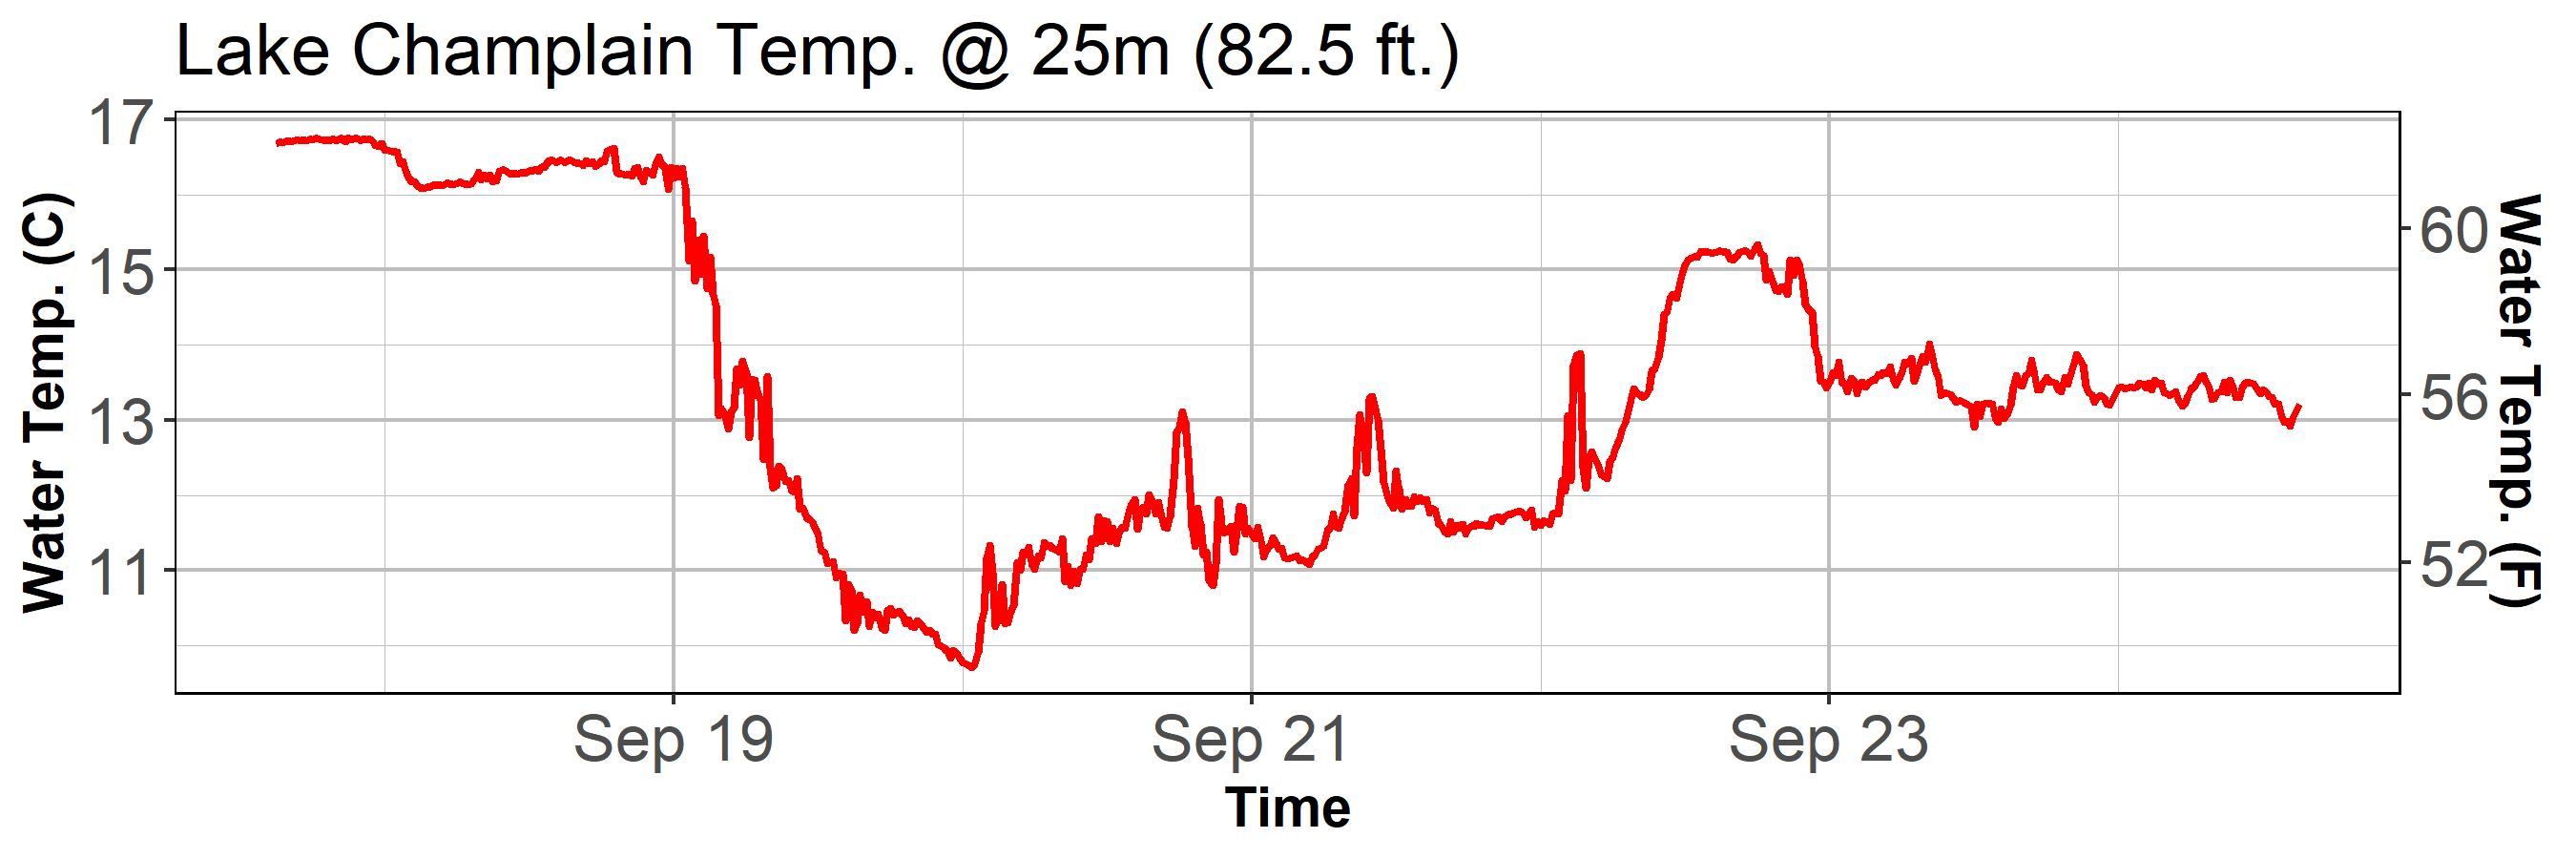 Lake Champlain Temp. @ 25m (82.5 ft.)
Water Temp. (C)
17
15
13
11
60
56
52
Water Temp. (F)
Sep 19 Sep 21 Sep 23
Time